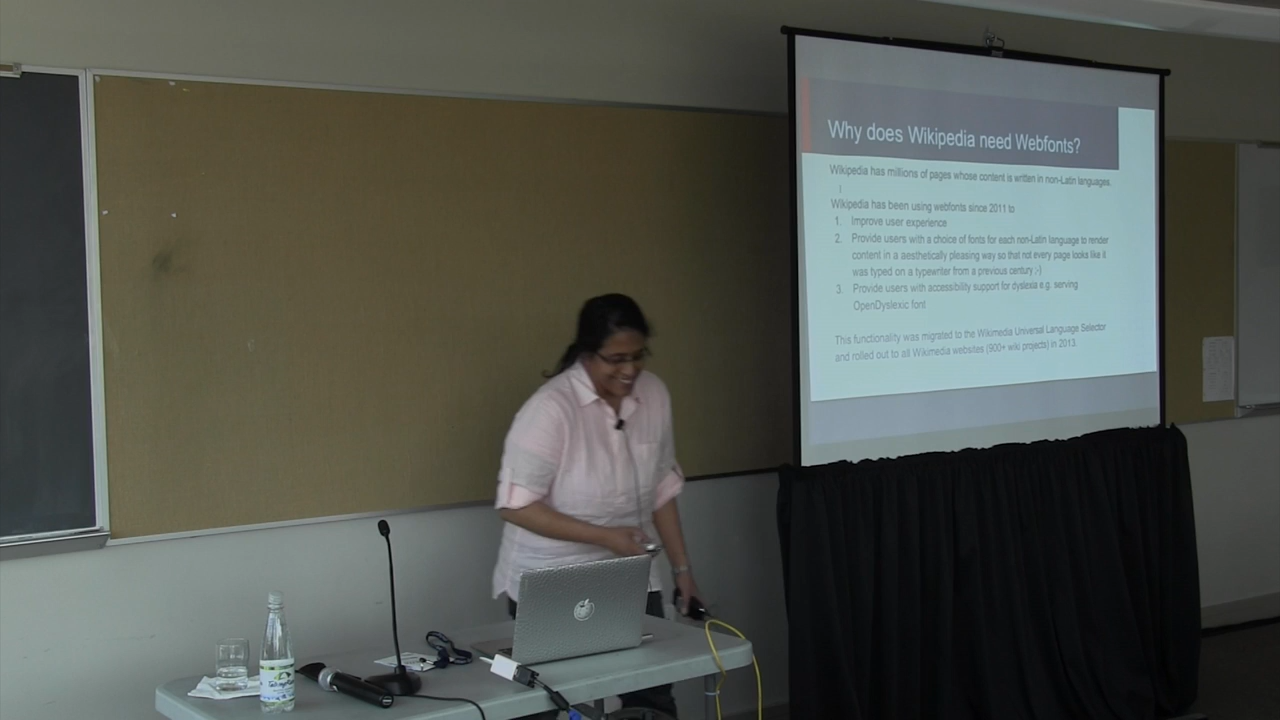 Why does Wikipedia need Webfonts?
Wikipedia has millions of pages whose content is written in non-Latin languages.
Wikipedia has been using webfonts since 2011 to
1. Improve user experience
2. Provide users with a choice of fonts for each non-Latin language to render
content in a aesthetically pleasing way so that not every page looks like it
was typed on a typewriter from a previous century :-)
3. Provide users with accessibility support for dyslexia e.g. serving
OpenDyslexic font
This functionality was migrated to the Wikimedia Universal Language Selector
and rolled out to all Wikimedia websites (900+ wiki projects) in 2013.